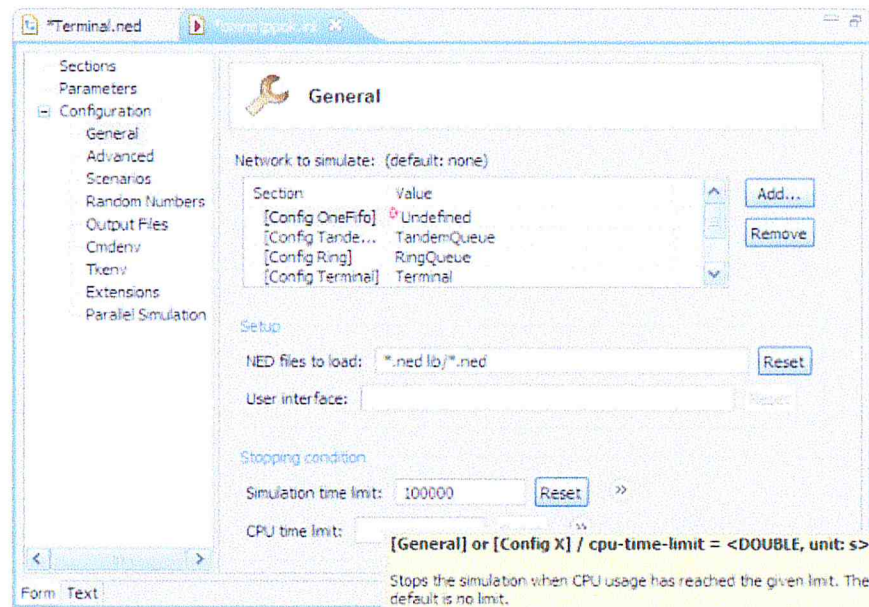 *Terminal.ned
Sections
Parameters
Configuration
General
Advanced
Scenarios
Random Numbers
Output Files
Cmdenv
Tkenv
Extensions
Parallel Simulation
General
Network to simulate: (default: none)
Section Value
[Config OneFifo] Undefined
[Config Tande... TandemQueue
[Config Ring] RingQueue
[Config Terminal] Terminal
Add...
Remove
Setup
NED files to load: *.ned lib/*.ned Reset
User interface: Reset
Stopping condition
Simulation time limit: 100000 Reset »
CPU time limit: »
[General] or [Config X] / cpu-time-limit = <DOUBLE, unit: s>
Stops the simulation when CPU usage has reached the given limit. The
default is no limit.
Form Text